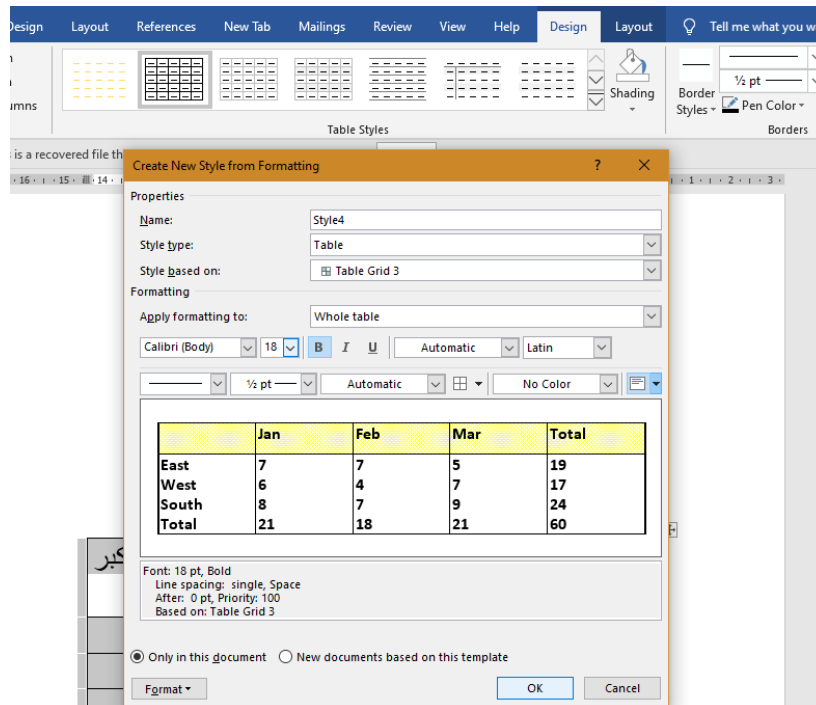 Design Layout References New Tab Mailings Review View Help Design Layout Tell me what you w
umns
Shading
Border
Styles
½ pt
Pen Color
Table Styles
Borders
is a recovered file th
16 15 14 1 2 3
Create New Style from Formatting ? ×
Properties
Name: Style4
Style type: Table
Style based on: Table Grid 3
Formatting
Apply formatting to: Whole table
Calibri (Body) 18 B I U Automatic Latin
½ pt Automatic No Color
Jan Feb Mar Total
East 7 7 5 19
West 6 4 7 17
South 8 7 9 24
Total 21 18 21 60
Font: 18 pt, Bold
Line spacing: single, Space
After: 0 pt, Priority: 100
Based on: Table Grid 3
Only in this document New documents based on this template
Format OK Cancel